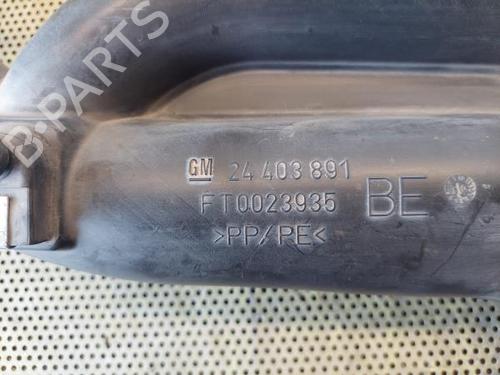 B-PARTS
GM 24 403 891
FT0023935 BE
>PP/PE<